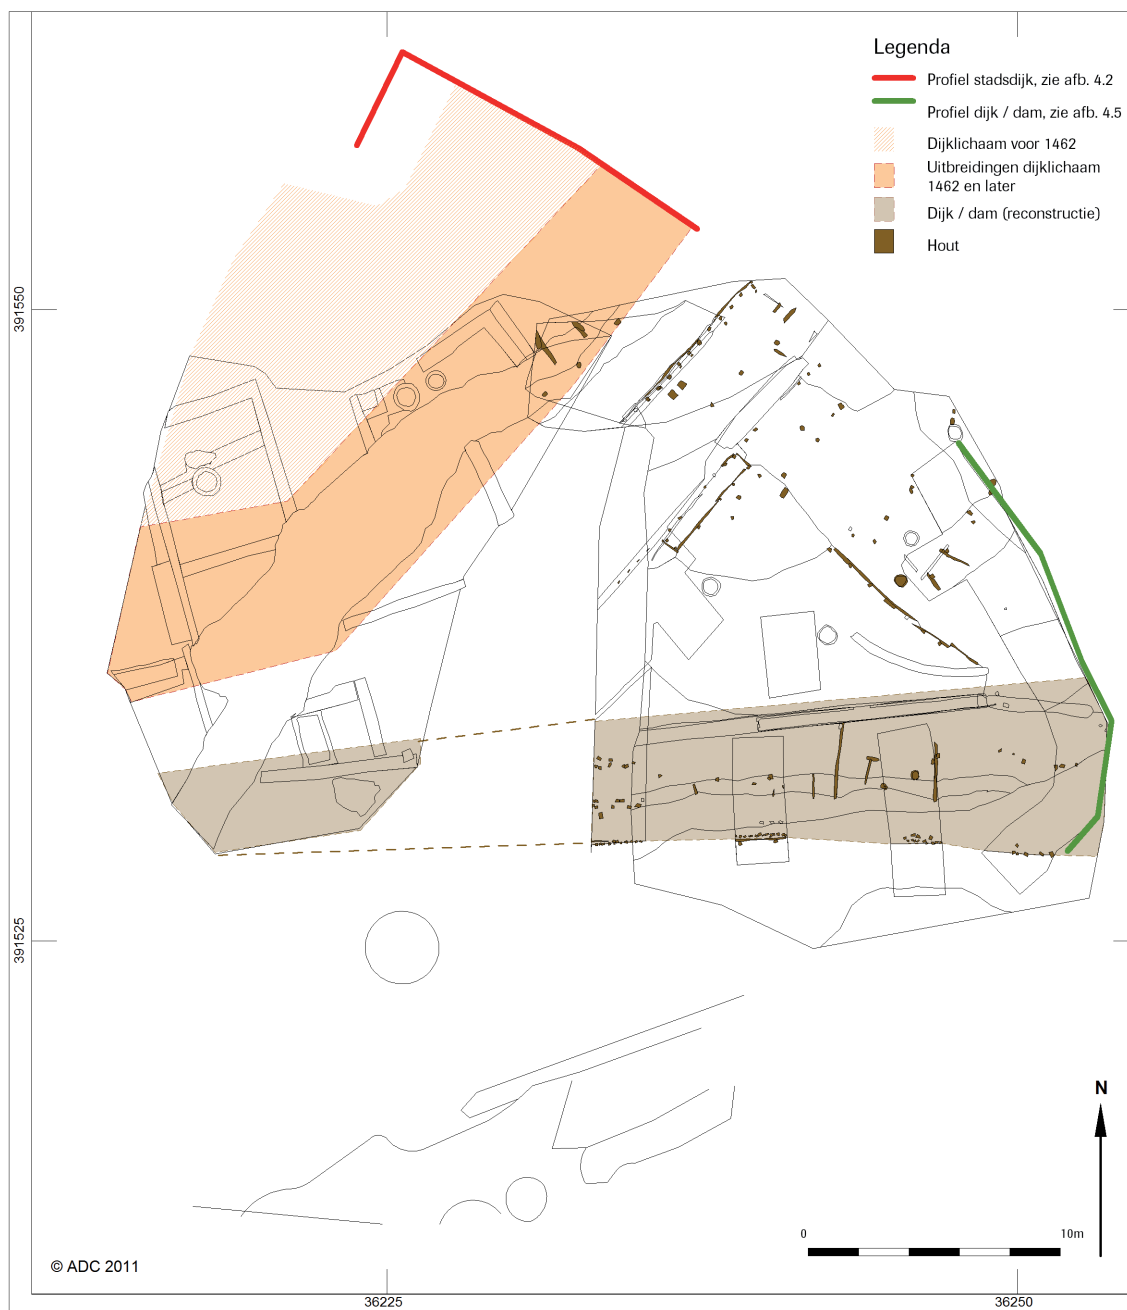 Legenda
Profiel stadsdijk, zie afb. 4.2
Profiel dijk / dam, zie afb. 4.5
Dijklichaam voor 1462
Uitbreidingen dijklichaam
1462 en later
Dijk / dam (reconstructie)
Hout
391550
391525
N
0 10m
© ADC 2011
36225 36250